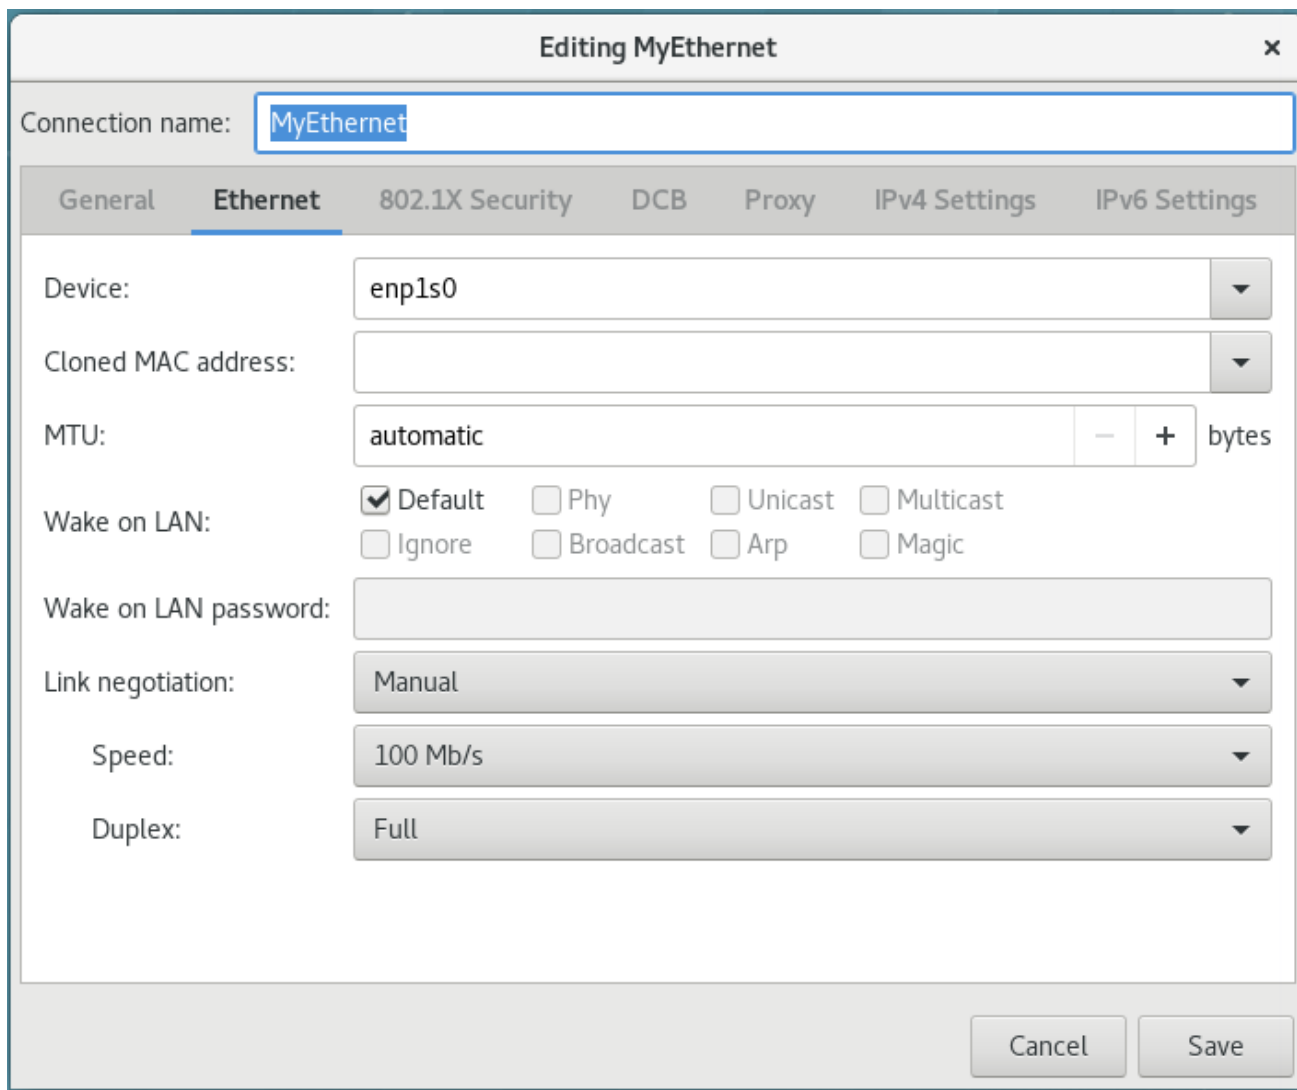 Editing MyEthernet
Connection name: MyEthernet
General Ethernet 802.1X Security DCB Proxy IPv4 Settings IPv6 Settings
Device: enp1s0
Cloned MAC address:
MTU: automatic bytes
Wake on LAN:
Default Phy Unicast Multicast
Ignore Broadcast Arp Magic
Wake on LAN password:
Link negotiation: Manual
Speed: 100 Mb/s
Duplex: Full
Cancel Save